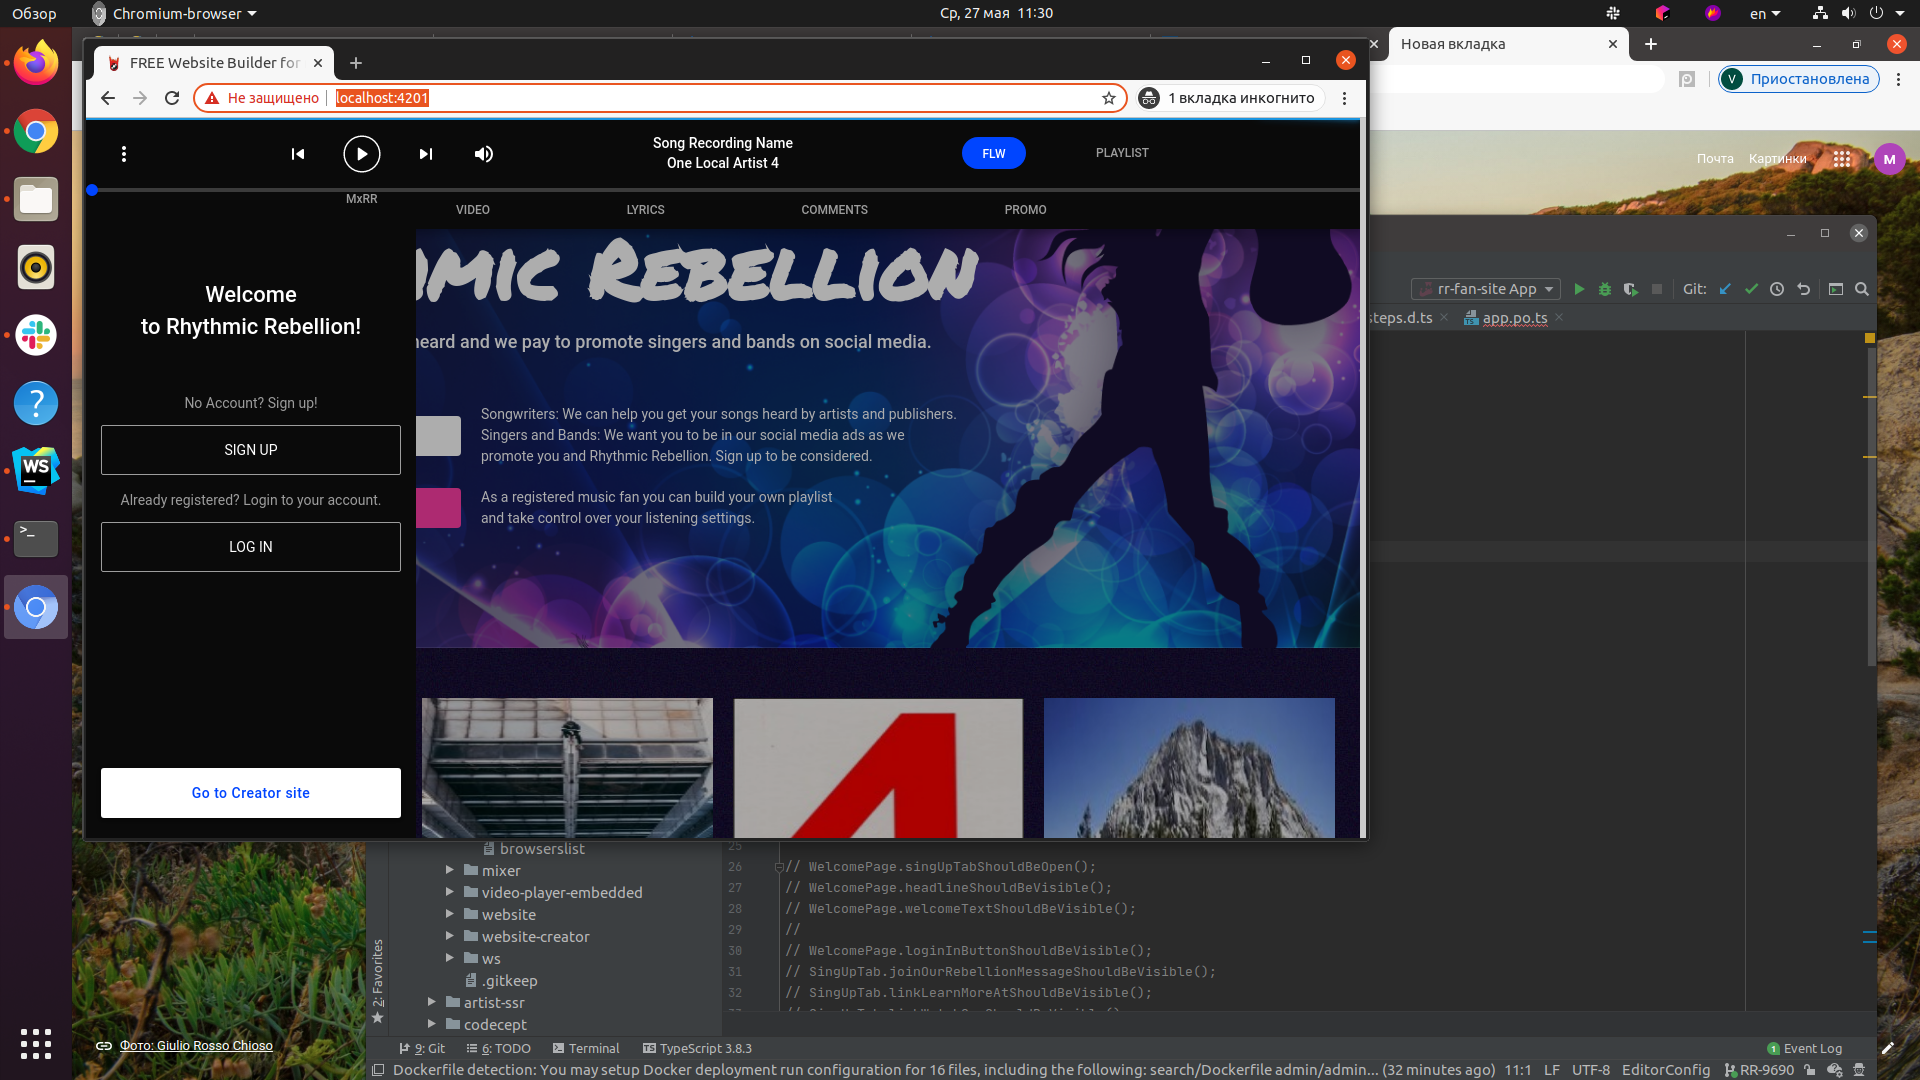 Обзор
Chromium-browser
Ср, 27 мая 11:30
en
FREE Website Builder for
Новая вкладка
Не защищено
localhost:4201
1 вкладка инкогнито
V
Приостановлена
Song Recording Name
One Local Artist 4
FLW
PLAYLIST
Почта
Картинки
M
MxRR
VIDEO
LYRICS
COMMENTS
PROMO
Welcome
to Rhythmic Rebellion!
No Account? Sign up!
SIGN UP
Already registered? Login to your account.
LOG IN
Go to Creator site
mic Rebellion
heard and we pay to promote singers and bands on social media.
Songwriters: We can help you get your songs heard by artists and publishers.
Singers and Bands: We want you to be in our social media ads as we
promote you and Rhythmic Rebellion. Sign up to be considered.
As a registered music fan you can build your own playlist
and take control over your listening settings.
rr-fan-site App
Git:
steps.d.ts
app.po.ts
WS
browserslist
mixer
video-player-embedded
website
website-creator
ws
.gitkeep
artist-ssr
codecept
2: Favorites
25
26 // WelcomePage.singUpTabShouldBeOpen();
27 // WelcomePage.headlineShouldBeVisible();
28 // WelcomePage.welcomeTextShouldBeVisible();
29 //
30 // WelcomePage.loginInButtonShouldBeVisible();
31 // SingUpTab.joinOurRebellionMessageShouldBeVisible();
32 // SingUpTab.linkLearnMoreAtShouldBeVisible();
Фото: Giulio Rosso Chioso
9: Git
6: TODO
Terminal
TypeScript 3.8.3
1 Event Log
Dockerfile detection: You may setup Docker deployment run configuration for 16 files, including the following: search/Dockerfile admin/admin... (32 minutes ago)
11:1
LF
UTF-8
EditorConfig
RR-9690